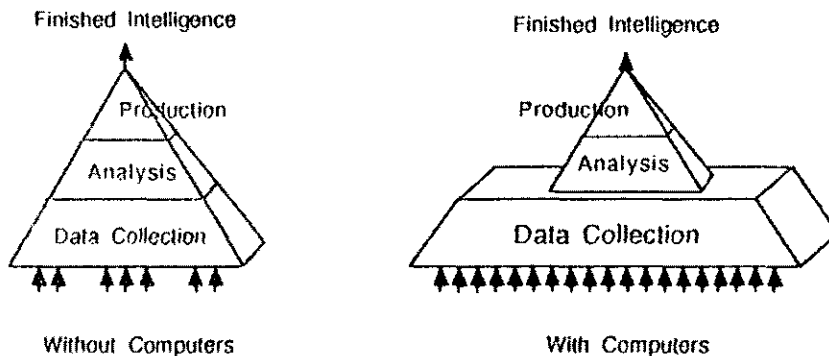 Finished Intelligence
Production
Analysis
Data Collection
Without Computers
Finished Intelligence
Production
Analysis
Data Collection
With Computers